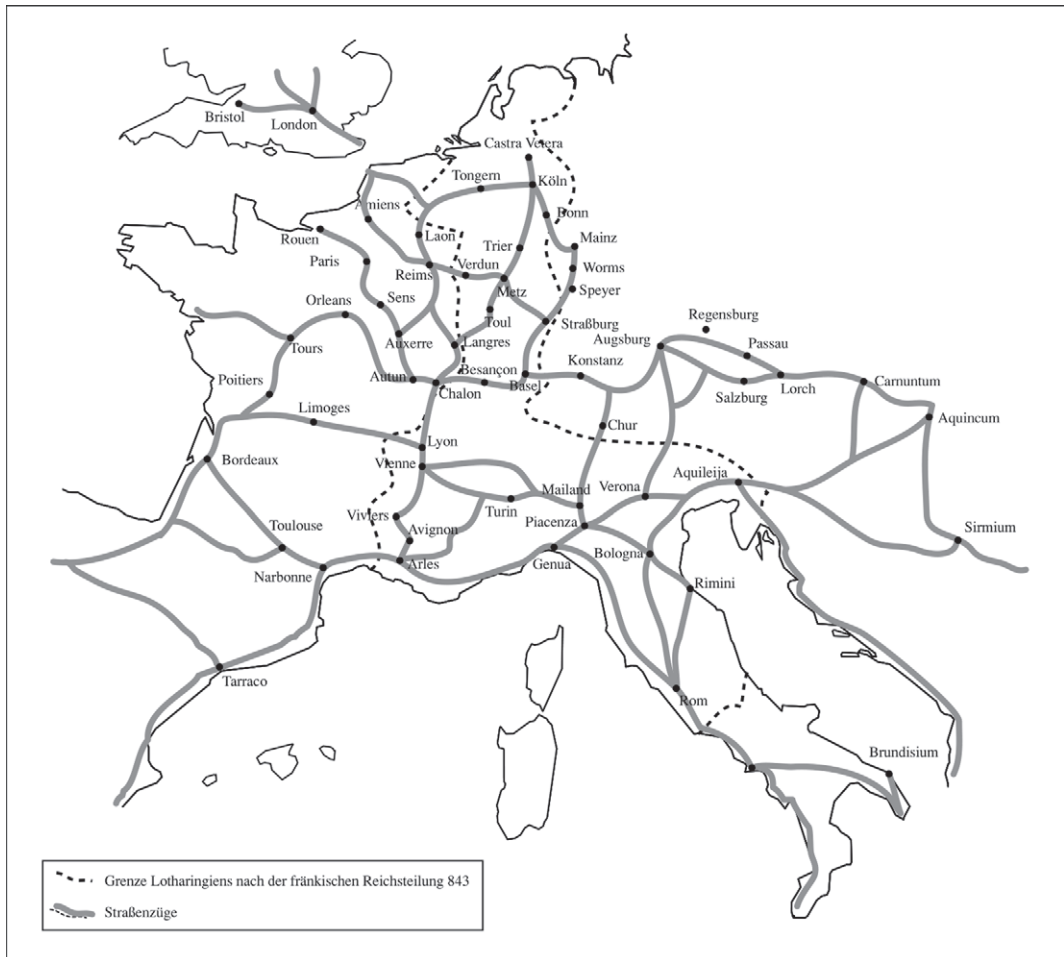 Bristol
London
Castra Vetera
Tongern
Köln
Amiens
Bonn
Rouen
Laon
Trier
Mainz
Paris
Reims
Verdun
Worms
Metz
Speyer
Orleans
Sens
Toul
Straßburg
Regensburg
Tours
Auxerre
Langres
Augsburg
Passau
Poitiers
Autun
Besançon
Konstanz
Chalon
Basel
Salzburg
Lorch
Carnuntum
Limoges
Chur
Aquincum
Lyon
Bordeaux
Vienne
Mailand
Verona
Aquileija
Turin
Viviers
Piacenza
Toulouse
Avignon
Sirmium
Narbonne
Arles
Genua
Bologna
Rimini
Tarraco
Rom
Brundisium
Grenze Lotharingiens nach der fränkischen Reichsteilung 843
Straßenzüge